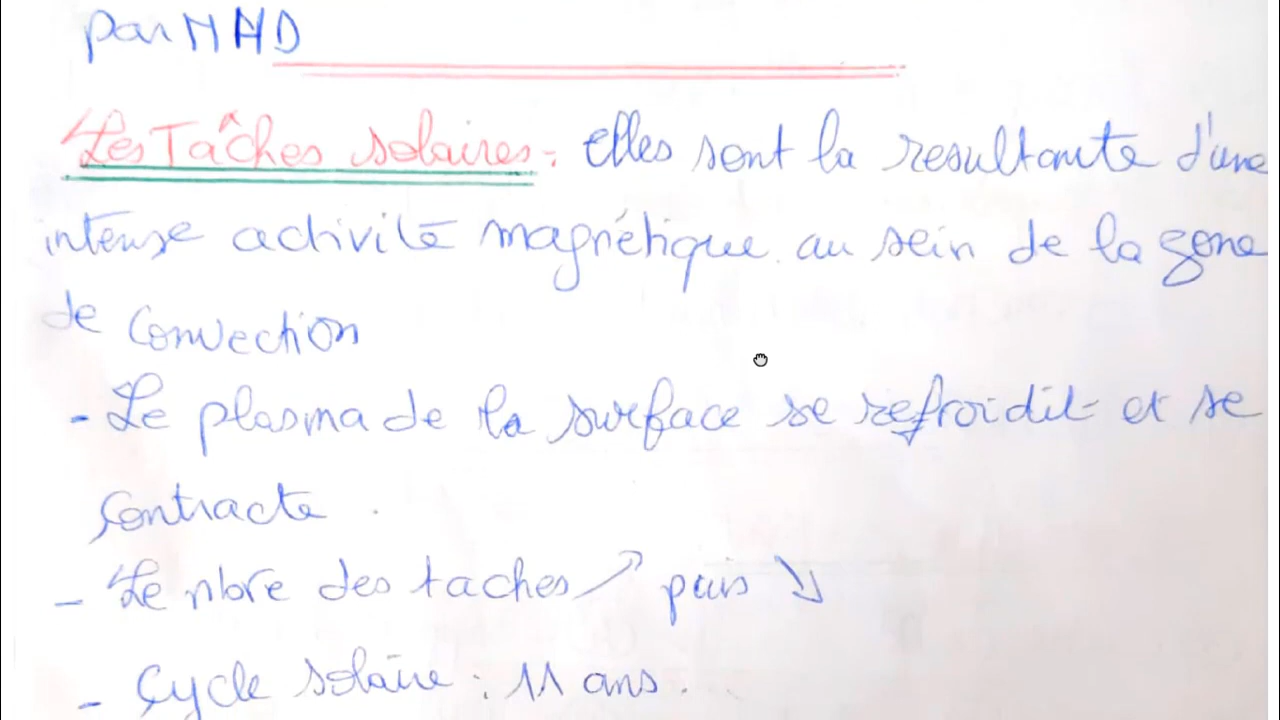 par MHD
Les Tâches solaires : elles sont la resultante d'une
intense activité magnétique au sein de la zone
de convection
- Le plasma de la surface se refroidit et se
contracte .
- Le nbre des taches ↗ puis ↘
- Cycle solaire : 11 ans .